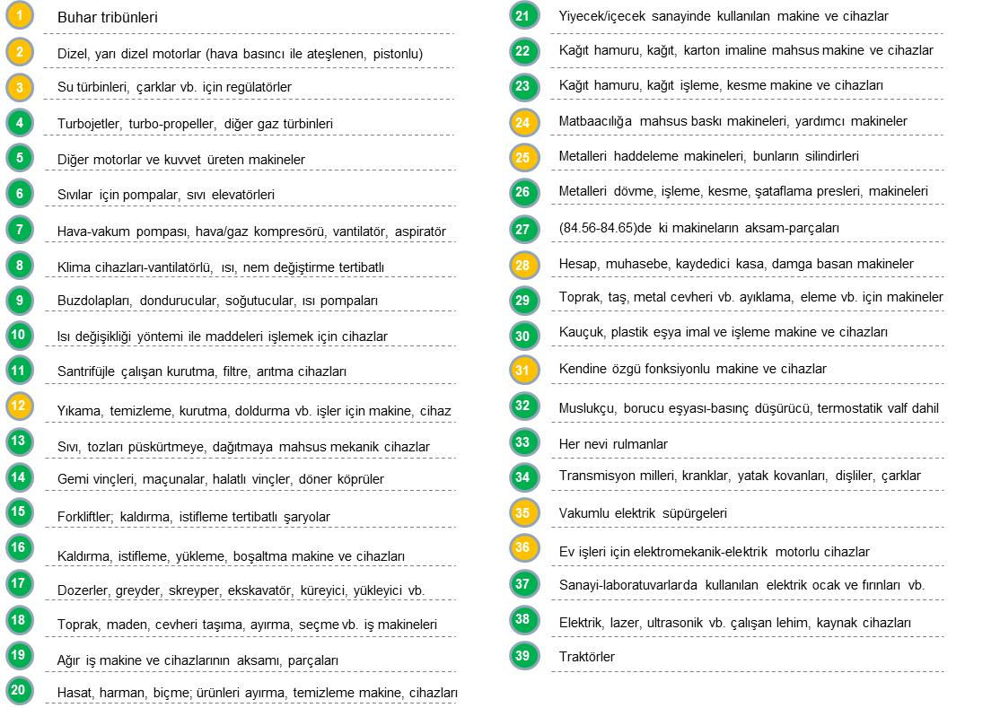 1 Buhar tribünleri
2 Dizel, yarı dizel motorlar (hava basıncı ile ateşlenen, pistonlu)
3 Su türbinleri, çarklar vb. için regülatörler
4 Turbojetler, turbo-propeller, diğer gaz türbinleri
5 Diğer motorlar ve kuvvet üreten makineler
6 Sıvılar için pompalar, sıvı elevatörleri
7 Hava-vakum pompası, hava/gaz kompresörü, vantilatör, aspiratör
8 Klima cihazları-vantilatörlü, ısı, nem değiştirme tertibatlı
9 Buzdolapları, dondurucular, soğutucular, ısı pompaları
10 Isı değişikliği yöntemi ile maddeleri işlemek için cihazlar
11 Santrifüjle çalışan kurutma, filtre, arıtma cihazları
12 Yıkama, temizleme, kurutma, doldurma vb. işler için makine, cihaz
13 Sıvı, tozları püskürtmeye, dağıtmaya mahsus mekanik cihazlar
14 Gemi vinçleri, maçunalar, halatlı vinçler, döner köprüler
15 Forkliftler; kaldırma, istifleme tertibatlı şaryolar
16 Kaldırma, istifleme, yükleme, boşaltma makine ve cihazları
17 Dozerler, greyder, skreyper, ekskavatör, küreyici, yükleyici vb.
18 Toprak, maden, cevheri taşıma, ayırma, seçme vb. iş makineleri
19 Ağır iş makine ve cihazlarının aksamı, parçaları
20 Hasat, harman, biçme; ürünleri ayırma, temizleme makine, cihazları
21 Yiyecek/içecek sanayinde kullanılan makine ve cihazlar
22 Kağıt hamuru, kağıt, karton imaline mahsus makine ve cihazlar
23 Kağıt hamuru, kağıt işleme, kesme makine ve cihazları
24 Matbaacılığa mahsus baskı makineleri, yardımcı makineler
25 Metalleri haddeleme makineleri, bunların silindirleri
26 Metalleri dövme, işleme, kesme, şataflama presleri, makineleri
27 (84.56-84.65)de ki makinaların aksam-parçaları
28 Hesap, muhasebe, kaydedici kasa, damga basan makineler
29 Toprak, taş, metal cevheri vb. ayıklama, eleme vb. için makineler
30 Kauçuk, plastik eşya imal ve işleme makine ve cihazları
31 Kendine özgü fonksiyonlu makine ve cihazlar
32 Muslukçu, borucu eşyası-basınç düşürücü, termostatik valf dahil
33 Her nevi rulmanlar
34 Transmisyon milleri, kranklar, yatak kovanları, dişliler, çarklar
35 Vakumlu elektrik süpürgeleri
36 Ev işleri için elektromekanik-elektrik motorlu cihazlar
37 Sanayi-laboratuvarlarda kullanılan elektrik ocak ve fırınları vb.
38 Elektrik, lazer, ultrasonik vb. çalışan lehim, kaynak cihazları
39 Traktörler